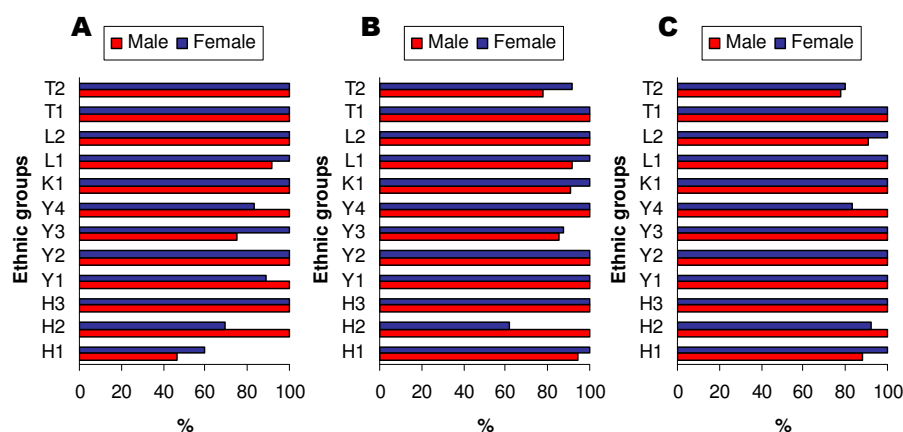 A
Male Female
Ethnic groups
T2
T1
L2
L1
K1
Y4
Y3
Y2
Y1
H3
H2
H1
0 20 40 60 80 100
%
B
Male Female
Ethnic groups
T2
T1
L2
L1
K1
Y4
Y3
Y2
Y1
H3
H2
H1
0 20 40 60 80 100
%
C
Male Female
Ethnic groups
T2
T1
L2
L1
K1
Y4
Y3
Y2
Y1
H3
H2
H1
0 20 40 60 80 100
%